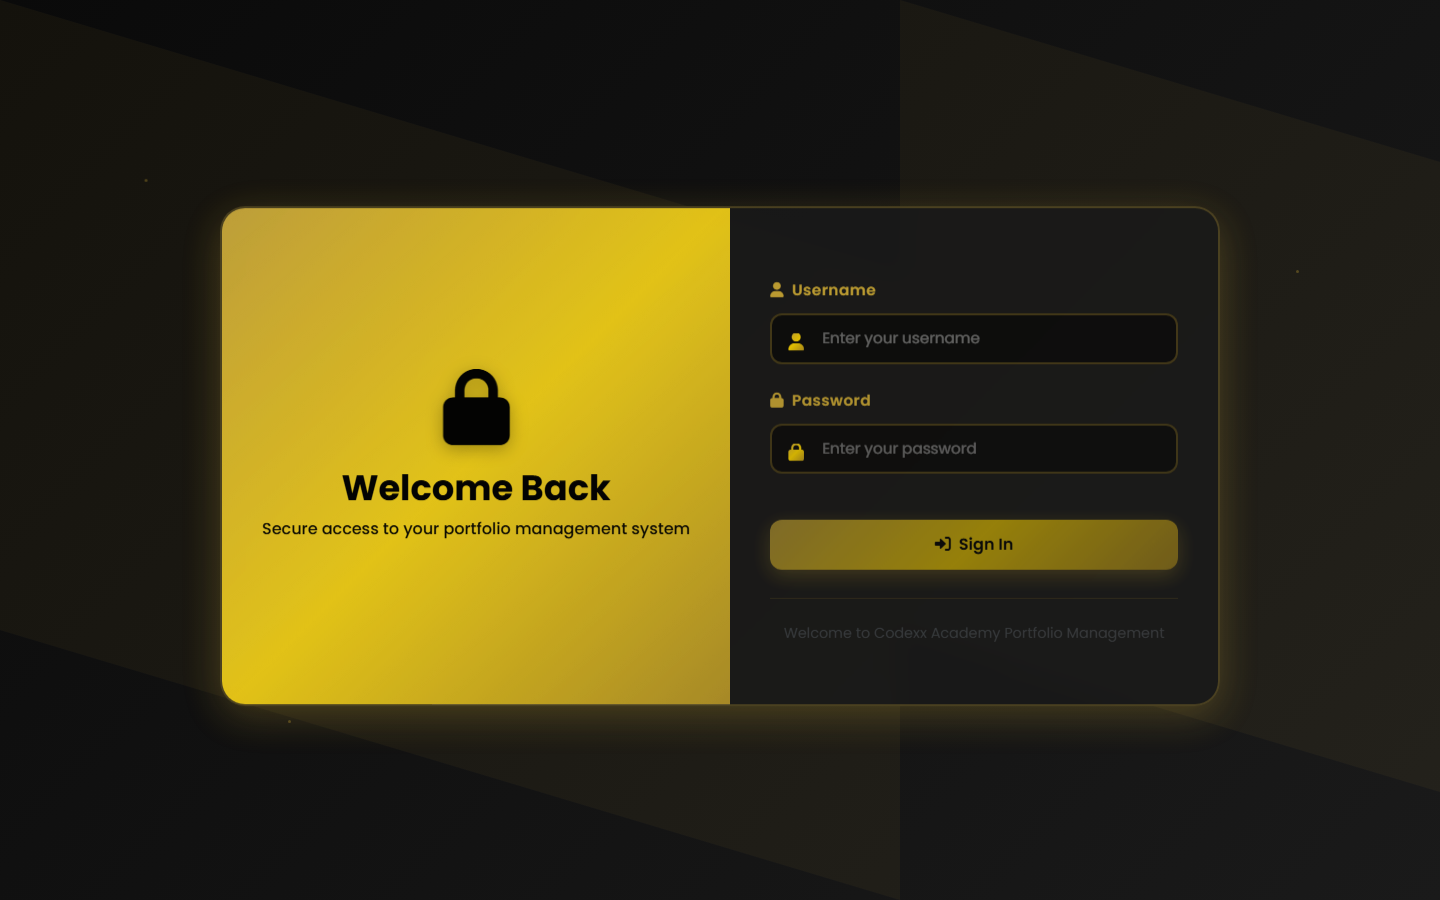 Welcome Back
Secure access to your portfolio management system
Username
Enter your username
Password
Enter your password
Sign In
Welcome to Codexx Academy Portfolio Management